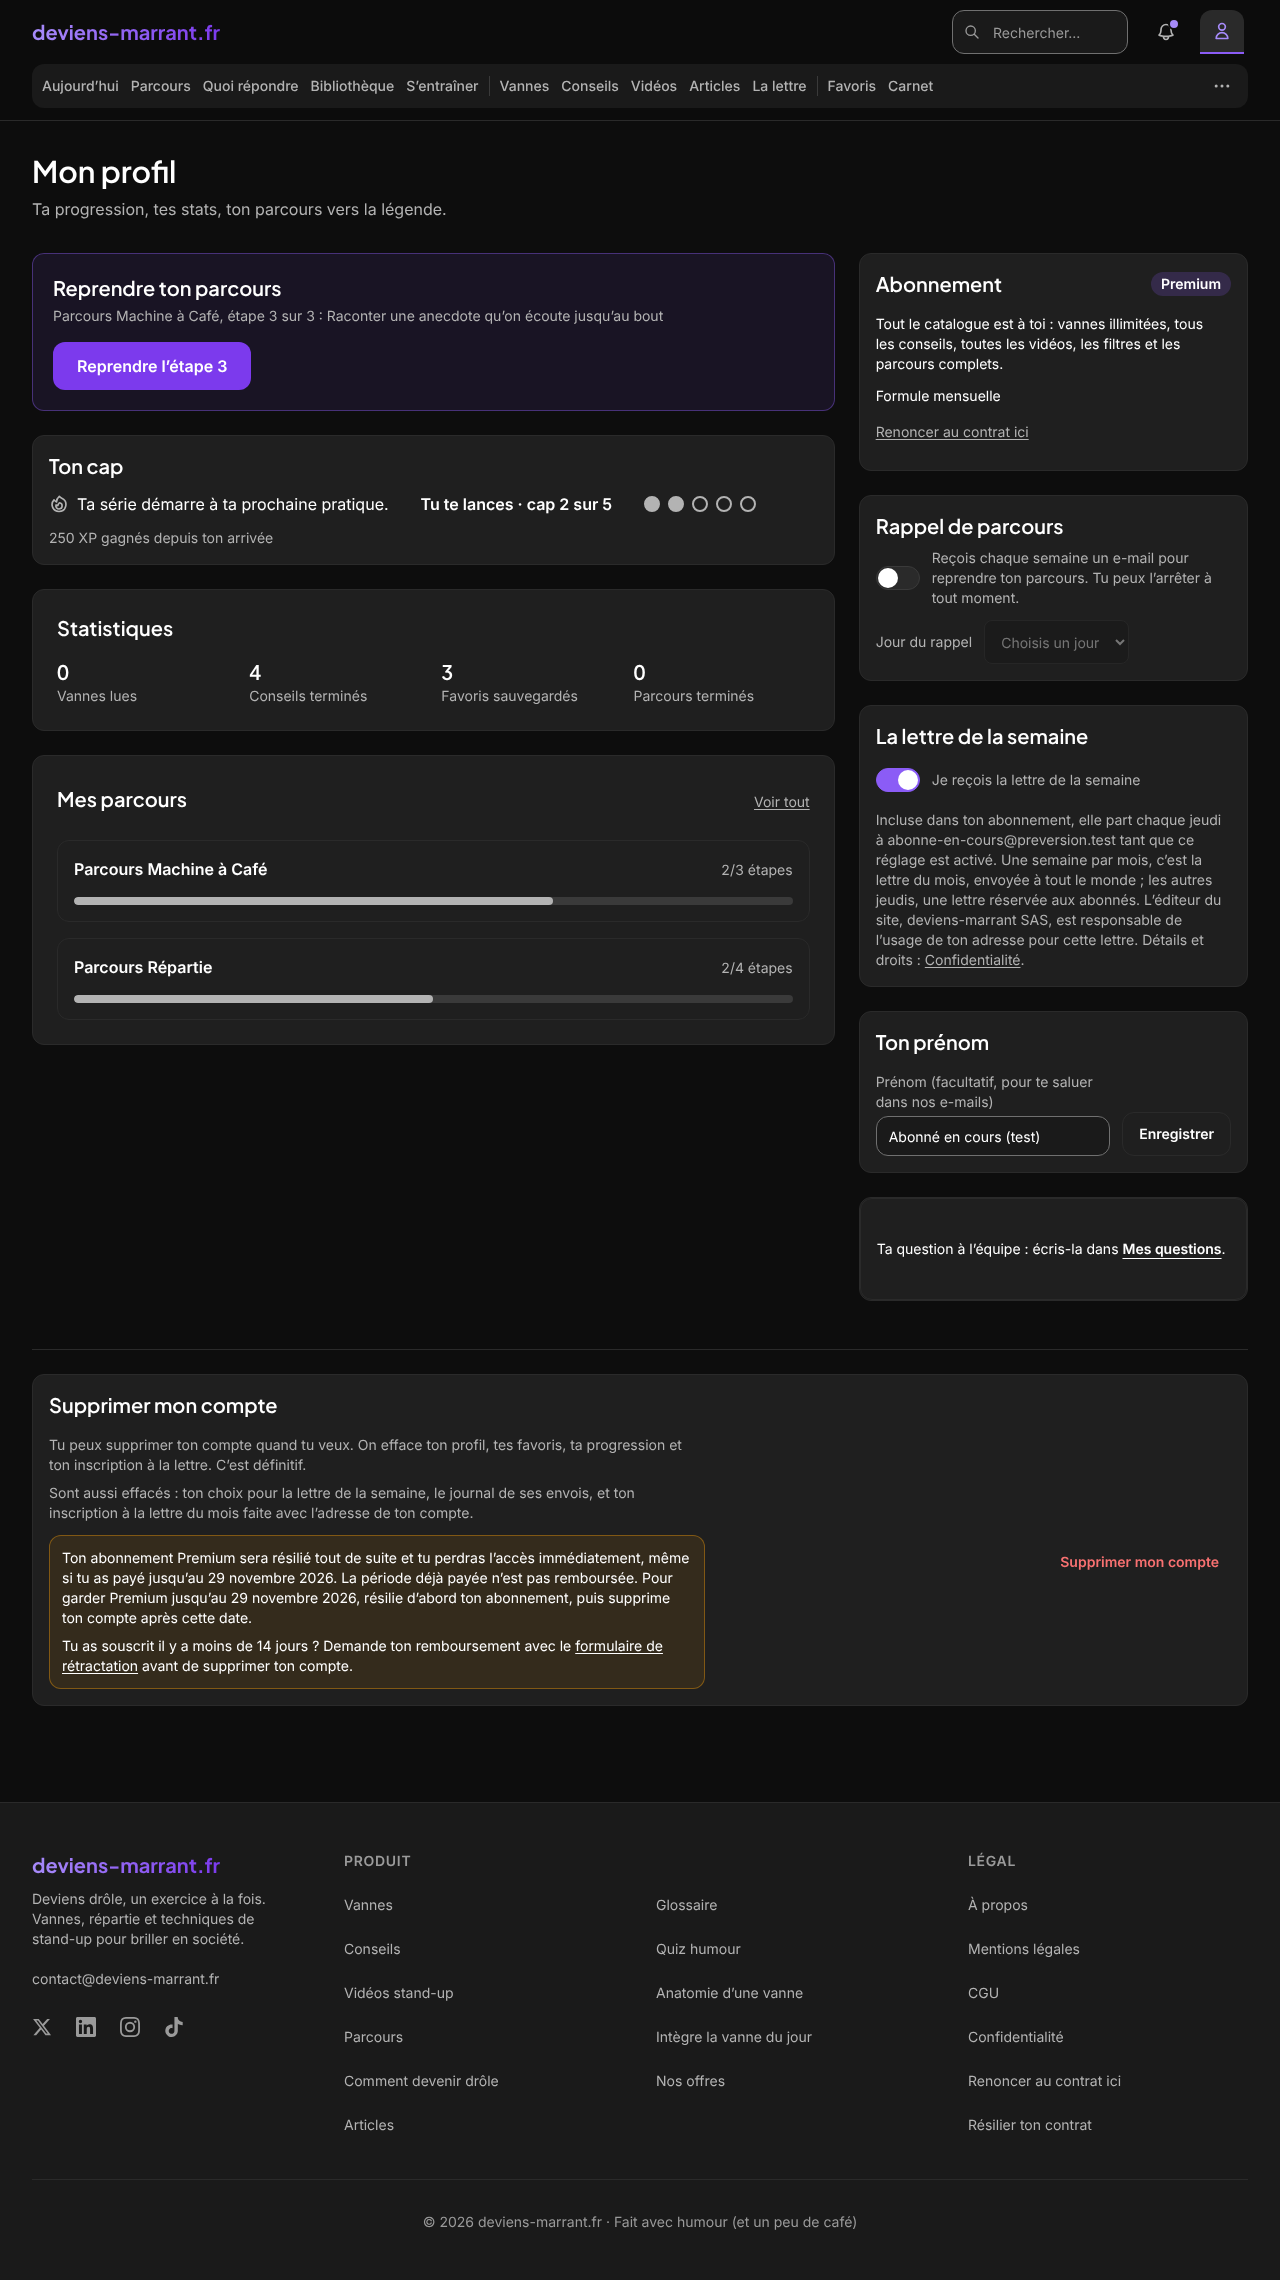 deviens-marrant.fr
Rechercher...
Aujourd’hui Parcours Quoi répondre Bibliothèque S’entraîner Vannes Conseils Vidéos Articles La lettre Favoris Carnet
Mon profil
Ta progression, tes stats, ton parcours vers la légende.
Reprendre ton parcours
Parcours Machine à Café, étape 3 sur 3 : Raconter une anecdote qu’on écoute jusqu’au bout
Reprendre l’étape 3
Ton cap
Ta série démarre à ta prochaine pratique. Tu te lances · cap 2 sur 5
250 XP gagnés depuis ton arrivée
Statistiques
0 4 3 0
Vannes lues Conseils terminés Favoris sauvegardés Parcours terminés
Mes parcours
Voir tout
Parcours Machine à Café 2/3 étapes
Parcours Répartie 2/4 étapes
Abonnement Premium
Tout le catalogue est à toi : vannes illimitées, tous
les conseils, toutes les vidéos, les filtres et les
parcours complets.
Formule mensuelle
Renoncer au contrat ici
Rappel de parcours
Reçois chaque semaine un e-mail pour
reprendre ton parcours. Tu peux l’arrêter à
tout moment.
Jour du rappel Choisis un jour
La lettre de la semaine
Je reçois la lettre de la semaine
Incluse dans ton abonnement, elle part chaque jeudi
à abonne-en-cours@preversion.test tant que ce
réglage est activé. Une semaine par mois, c’est la
lettre du mois, envoyée à tout le monde ; les autres
jeudis, une lettre réservée aux abonnés. L’éditeur du
site, deviens-marrant SAS, est responsable de
l’usage de ton adresse pour cette lettre. Détails et
droits : Confidentialité.
Ton prénom
Prénom (facultatif, pour te saluer
dans nos e-mails)
Abonné en cours (test) Enregistrer
Ta question à l’équipe : écris-la dans Mes questions.
Supprimer mon compte
Tu peux supprimer ton compte quand tu veux. On efface ton profil, tes favoris, ta progression et
ton inscription à la lettre. C’est définitif.
Sont aussi effacés : ton choix pour la lettre de la semaine, le journal de ses envois, et ton
inscription à la lettre du mois faite avec l’adresse de ton compte.
Ton abonnement Premium sera résilié tout de suite et tu perdras l’accès immédiatement, même
si tu as payé jusqu’au 29 novembre 2026. La période déjà payée n’est pas remboursée. Pour
garder Premium jusqu’au 29 novembre 2026, résilie d’abord ton abonnement, puis supprime
ton compte après cette date.
Tu as souscrit il y a moins de 14 jours ? Demande ton remboursement avec le formulaire de
rétractation avant de supprimer ton compte.
Supprimer mon compte
deviens-marrant.fr
Deviens drôle, un exercice à la fois.
Vannes, répartie et techniques de
stand-up pour briller en société.
contact@deviens-marrant.fr
PRODUIT
Vannes
Conseils
Vidéos stand-up
Parcours
Comment devenir drôle
Articles
Glossaire
Quiz humour
Anatomie d’une vanne
Intègre la vanne du jour
Nos offres
LÉGAL
À propos
Mentions légales
CGU
Confidentialité
Renoncer au contrat ici
Résilier ton contrat
© 2026 deviens-marrant.fr · Fait avec humour (et un peu de café)